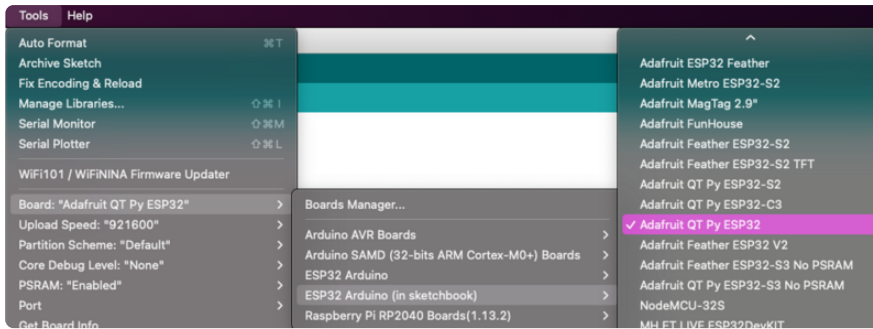 Tools Help
Auto Format ⌘T
Archive Sketch
Fix Encoding & Reload
Manage Libraries... ⇧⌘I
Serial Monitor ⇧⌘M
Serial Plotter ⇧⌘L
WiFi101 / WiFiNINA Firmware Updater
Board: "Adafruit QT Py ESP32"
Upload Speed: "921600"
Partition Scheme: "Default"
Core Debug Level: "None"
PSRAM: "Enabled"
Port
Get Board Info
Boards Manager...
Arduino AVR Boards
Arduino SAMD (32-bits ARM Cortex-M0+) Boards
ESP32 Arduino
ESP32 Arduino (in sketchbook)
Raspberry Pi RP2040 Boards(1.13.2)
Adafruit ESP32 Feather
Adafruit Metro ESP32-S2
Adafruit MagTag 2.9"
Adafruit FunHouse
Adafruit Feather ESP32-S2
Adafruit Feather ESP32-S2 TFT
Adafruit QT Py ESP32-S2
Adafruit QT Py ESP32-C3
✓ Adafruit QT Py ESP32
Adafruit Feather ESP32 V2
Adafruit Feather ESP32-S3 No PSRAM
Adafruit QT Py ESP32-S3 No PSRAM
NodeMCU-32S
MH ET LIVE ESP32DevKIT